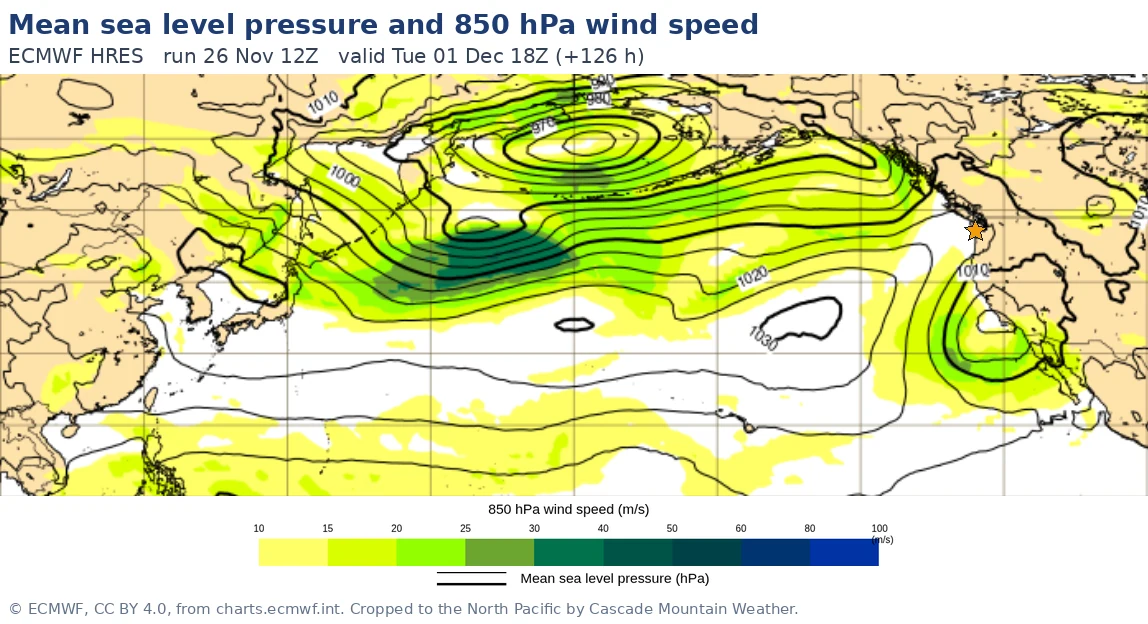 Mean sea level pressure and 850 hPa wind speed
ECMWF HRES run 26 Nov 12Z valid Tue 01 Dec 18Z (+126 h)
990
980
1010
970
1000
1020
1010
1030
850 hPa wind speed (m/s)
10 15 20 25 30 40 50 60 80 100
(m/s)
Mean sea level pressure (hPa)
© ECMWF, CC BY 4.0, from charts.ecmwf.int. Cropped to the North Pacific by Cascade Mountain Weather.